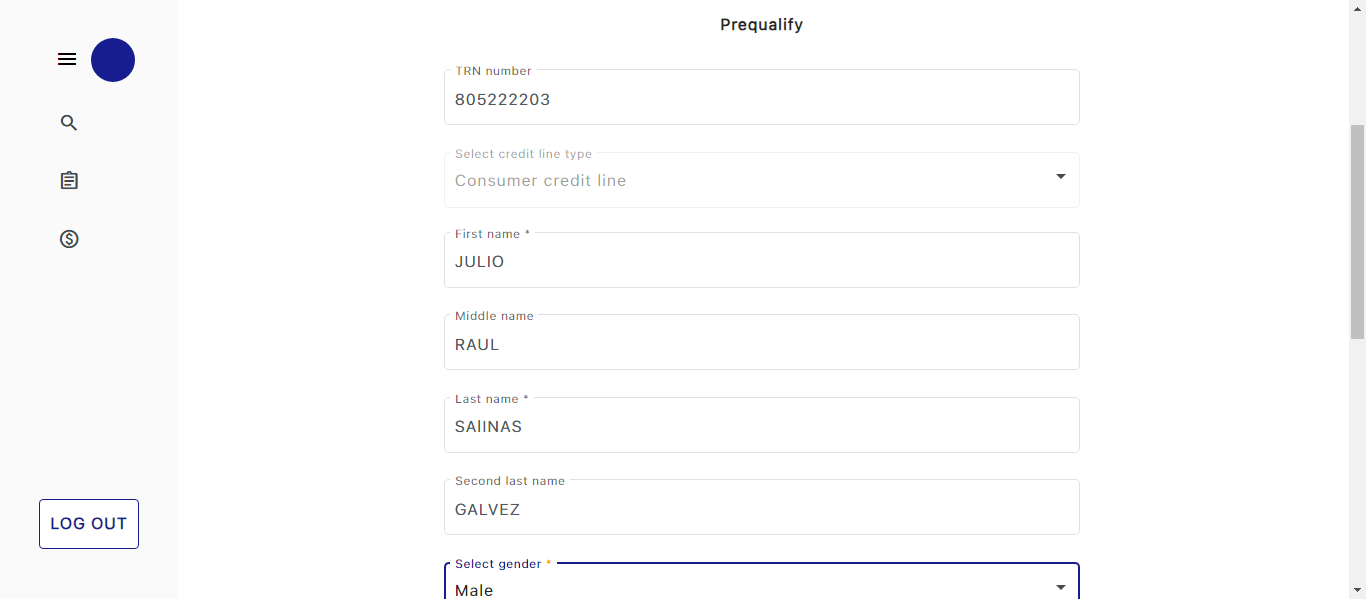 Prequalify
TRN number
805222203
Select credit line type
Consumer credit line
First name *
JULIO
Middle name
RAUL
Last name *
SAlINAS
Second last name
GALVEZ
Select gender *
Male
LOG OUT